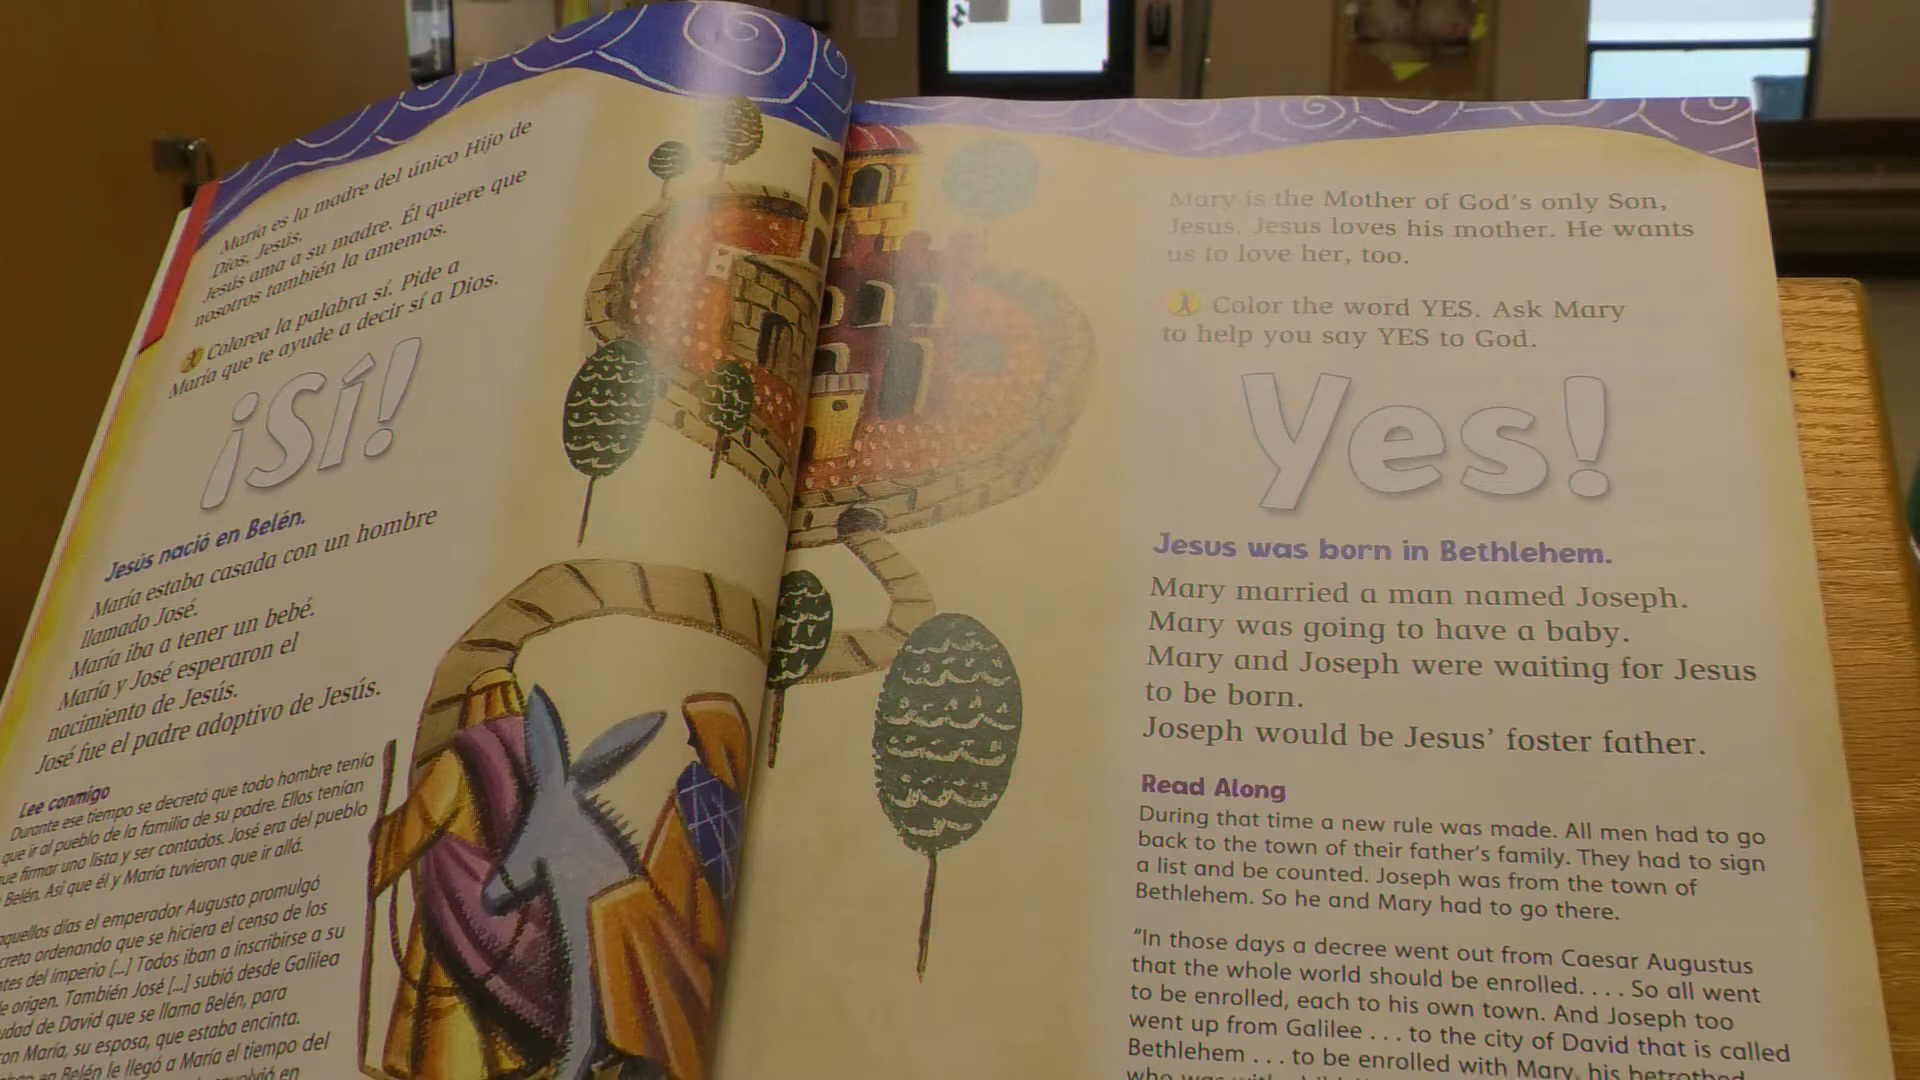 María es la madre del único Hijo de
Dios, Jesús.
Jesús ama a su madre. Él quiere que
nosotros también la amemos.
Colorea la palabra sí. Pide a
María que te ayude a decir sí a Dios.
¡Sí!
Jesús nació en Belén.
María estaba casada con un hombre
llamado José.
María iba a tener un bebé.
María y José esperaron el
nacimiento de Jesús.
José fue el padre adoptivo de Jesús.
Lee conmigo
Durante ese tiempo se decretó que todo hombre tenía
que ir al pueblo de la familia de su padre. Ellos tenían
que firmar una lista y ser contados. José era del pueblo
Belén. Así que él y María tuvieron que ir allá.
aquellos días el emperador Augusto promulgó
ordenando que se hiciera el censo de los
del imperio [...] Todos iban a inscribirse a su
origen. También José [...] subió desde Galilea
de David que se llama Belén, para
María, su esposa, que estaba encinta.
en Belén le llegó a María el tiempo del
en
Mary is the Mother of God's only Son,
Jesus. Jesus loves his mother. He wants
us to love her, too.
Color the word YES. Ask Mary
to help you say YES to God.
Yes!
Jesus was born in Bethlehem.
Mary married a man named Joseph.
Mary was going to have a baby.
Mary and Joseph were waiting for Jesus
to be born.
Joseph would be Jesus' foster father.
Read Along
During that time a new rule was made. All men had to go
back to the town of their father's family. They had to sign
a list and be counted. Joseph was from the town of
Bethlehem. So he and Mary had to go there.
"In those days a decree went out from Caesar Augustus
that the whole world should be enrolled. . . . So all went
to be enrolled, each to his own town. And Joseph too
went up from Galilee . . . to the city of David that is called
Bethlehem . . . to be enrolled with Mary, his betrothed,
who was